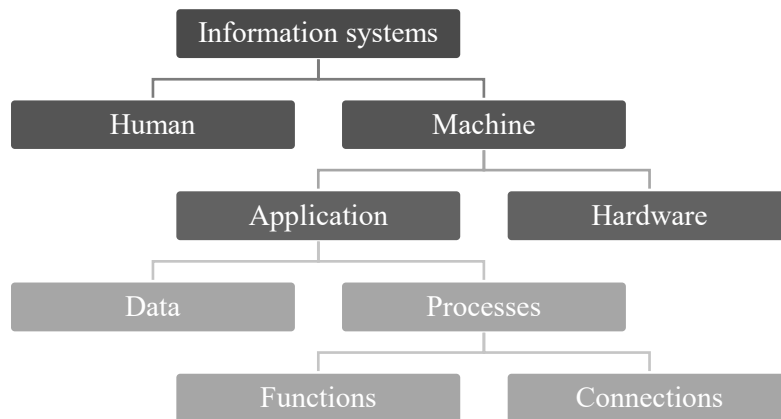 Information systems
Human
Machine
Application
Hardware
Data
Processes
Functions
Connections